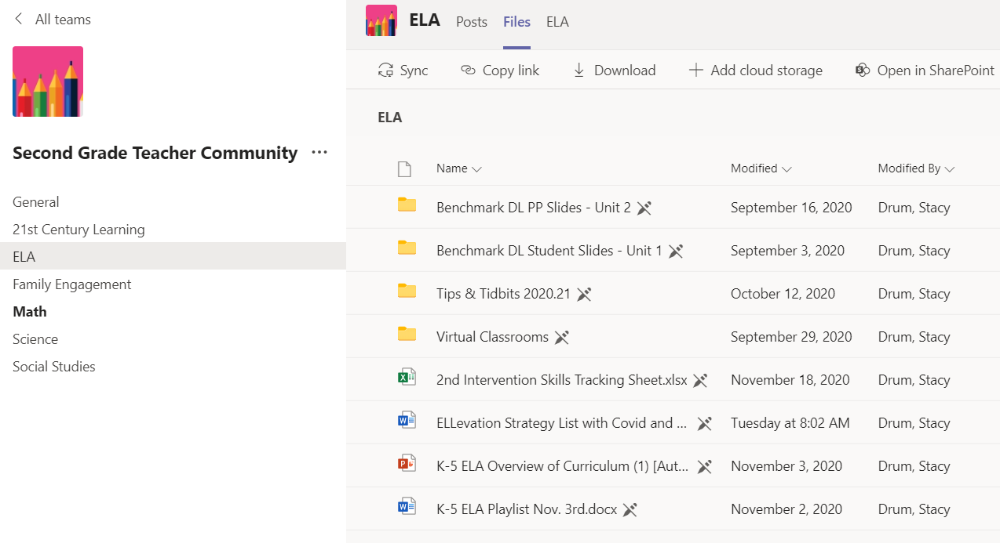 All teams
Second Grade Teacher Community ...
General
21st Century Learning
ELA
Family Engagement
Math
Science
Social Studies
ELA Posts Files ELA
Sync Copy link Download Add cloud storage Open in SharePoint
ELA
Name Modified Modified By
Benchmark DL PP Slides - Unit 2 September 16, 2020 Drum, Stacy
Benchmark DL Student Slides - Unit 1 September 3, 2020 Drum, Stacy
Tips & Tidbits 2020.21 October 12, 2020 Drum, Stacy
Virtual Classrooms September 29, 2020 Drum, Stacy
2nd Intervention Skills Tracking Sheet.xlsx November 18, 2020 Drum, Stacy
ELLevation Strategy List with Covid and ... Tuesday at 8:02 AM Drum, Stacy
K-5 ELA Overview of Curriculum (1) [Aut... November 3, 2020 Drum, Stacy
K-5 ELA Playlist Nov. 3rd.docx November 2, 2020 Drum, Stacy